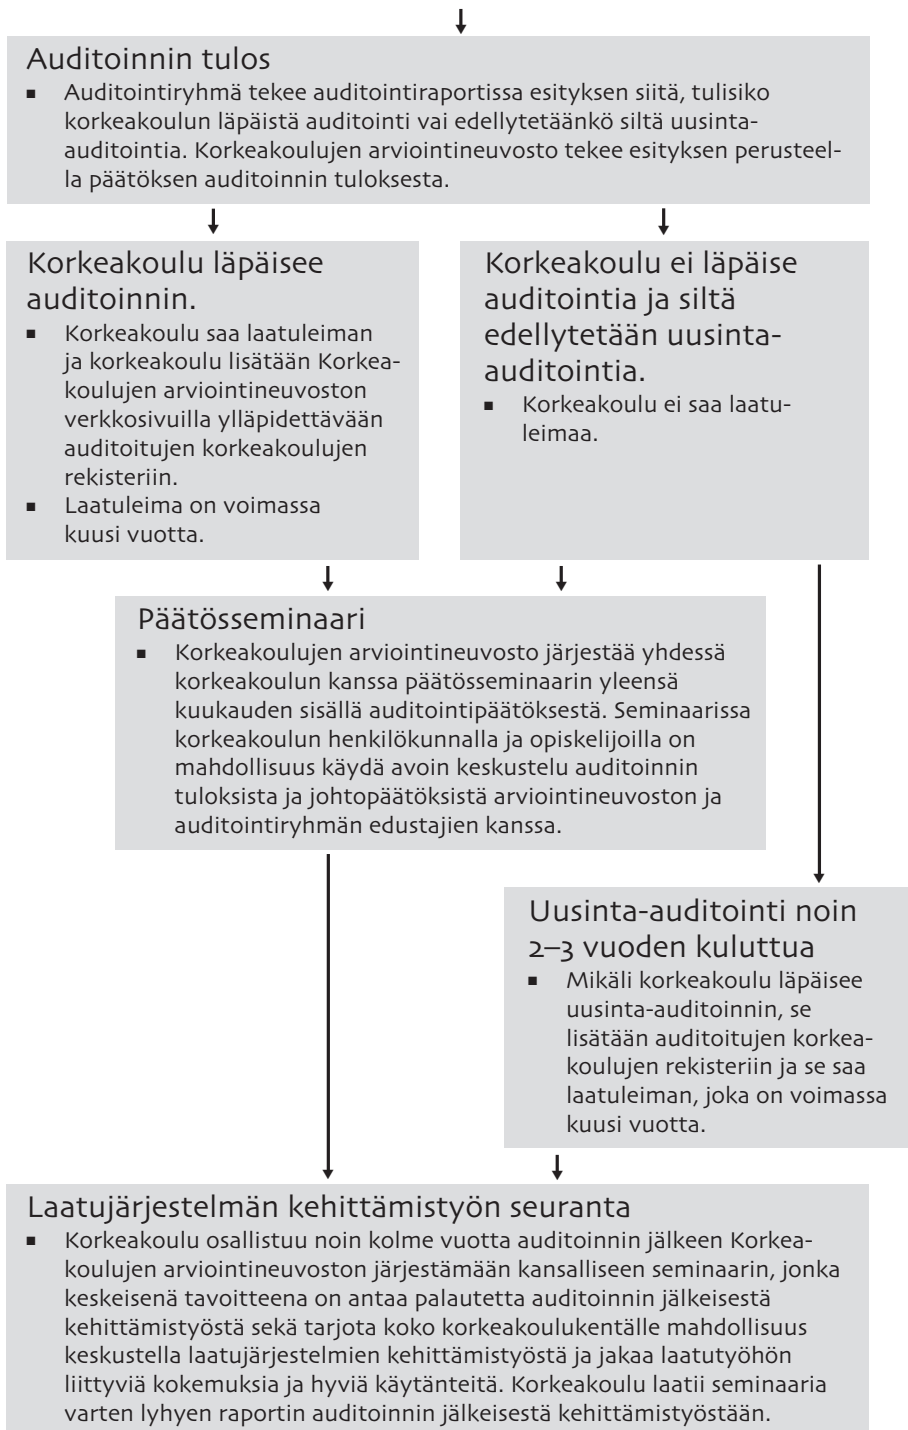 Auditoinnin tulos
▪ Auditointiryhmä tekee auditointiraportissa esityksen siitä, tulisiko
korkeakoulun läpäistä auditointi vai edellytetäänkö siltä uusinta-
auditointia. Korkeakoulujen arviointineuvosto tekee esityksen perusteel-
la päätöksen auditoinnin tuloksesta.
Korkeakoulu läpäisee
auditoinnin.
▪ Korkeakoulu saa laatuleiman
ja korkeakoulu lisätään Korkea-
koulujen arviointineuvoston
verkkosivuilla ylläpidettävään
auditoitujen korkeakoulujen
rekisteriin.
▪ Laatuleima on voimassa
kuusi vuotta.
Korkeakoulu ei läpäise
auditointia ja siltä
edellytetään uusinta-
auditointia.
▪ Korkeakoulu ei saa laatu-
leimaa.
Päätösseminaari
▪ Korkeakoulujen arviointineuvosto järjestää yhdessä
korkeakoulun kanssa päätösseminaarin yleensä
kuukauden sisällä auditointipäätöksestä. Seminaarissa
korkeakoulun henkilökunnalla ja opiskelijoilla on
mahdollisuus käydä avoin keskustelu auditoinnin
tuloksista ja johtopäätöksistä arviointineuvoston ja
auditointiryhmän edustajien kanssa.
Uusinta-auditointi noin
2–3 vuoden kuluttua
▪ Mikäli korkeakoulu läpäisee
uusinta-auditoinnin, se
lisätään auditoitujen korkea-
koulujen rekisteriin ja se saa
laatuleiman, joka on voimassa
kuusi vuotta.
Laatujärjestelmän kehittämistyön seuranta
▪ Korkeakoulu osallistuu noin kolme vuotta auditoinnin jälkeen Korkea-
koulujen arviointineuvoston järjestämään kansalliseen seminaarin, jonka
keskeisenä tavoitteena on antaa palautetta auditoinnin jälkeisestä
kehittämistyöstä sekä tarjota koko korkeakoulukentälle mahdollisuus
keskustella laatujärjestelmien kehittämistyöstä ja jakaa laatutyöhön
liittyviä kokemuksia ja hyviä käytänteitä. Korkeakoulu laatii seminaaria
varten lyhyen raportin auditoinnin jälkeisestä kehittämistyöstään.